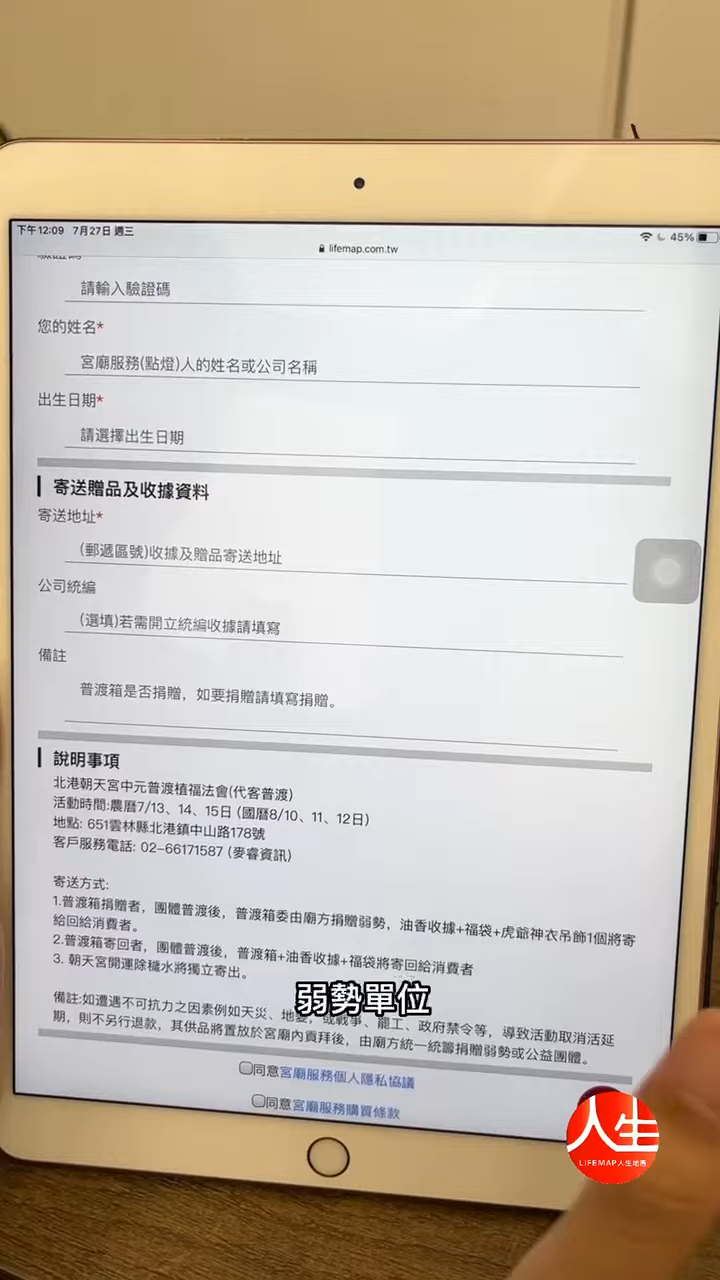 下午12:09 7月27日 週三
45%
lifemap.com.tw
驗證碼
請輸入驗證碼
您的姓名*
宮廟服務(點燈)人的姓名或公司名稱
出生日期*
請選擇出生日期
寄送贈品及收據資料
寄送地址*
(郵遞區號)收據及贈品寄送地址
公司統編
(選填)若需開立統編收據請填寫
備註
普渡箱是否捐贈，如要捐贈請填寫捐贈。
說明事項
北港朝天宮中元普渡植福法會(代客普渡)
活動時間:農曆7/13、14、15日 (國曆8/10、11、12日)
地點: 651雲林縣北港鎮中山路178號
客戶服務電話: 02-66171587 (麥睿資訊)
寄送方式:
1.普渡箱捐贈者，團體普渡後，普渡箱委由廟方捐贈弱勢，油香收據+福袋+虎爺神衣吊飾1個將寄
給回給消費者。
2.普渡箱寄回者，團體普渡後，普渡箱+油香收據+福袋將寄回給消費者
3. 朝天宮開運除穢水將獨立寄出。
弱勢單位
備註:如遭遇不可抗力之因素例如天災、地變，或戰爭、罷工、政府禁令等，導致活動取消活延
期，則不另行退款，其供品將置放於宮廟內貢拜後，由廟方統一統籌捐贈弱勢或公益團體。
同意宮廟服務個人隱私協議
同意宮廟服務購買條款
人生
LIFEMAP人生地圖